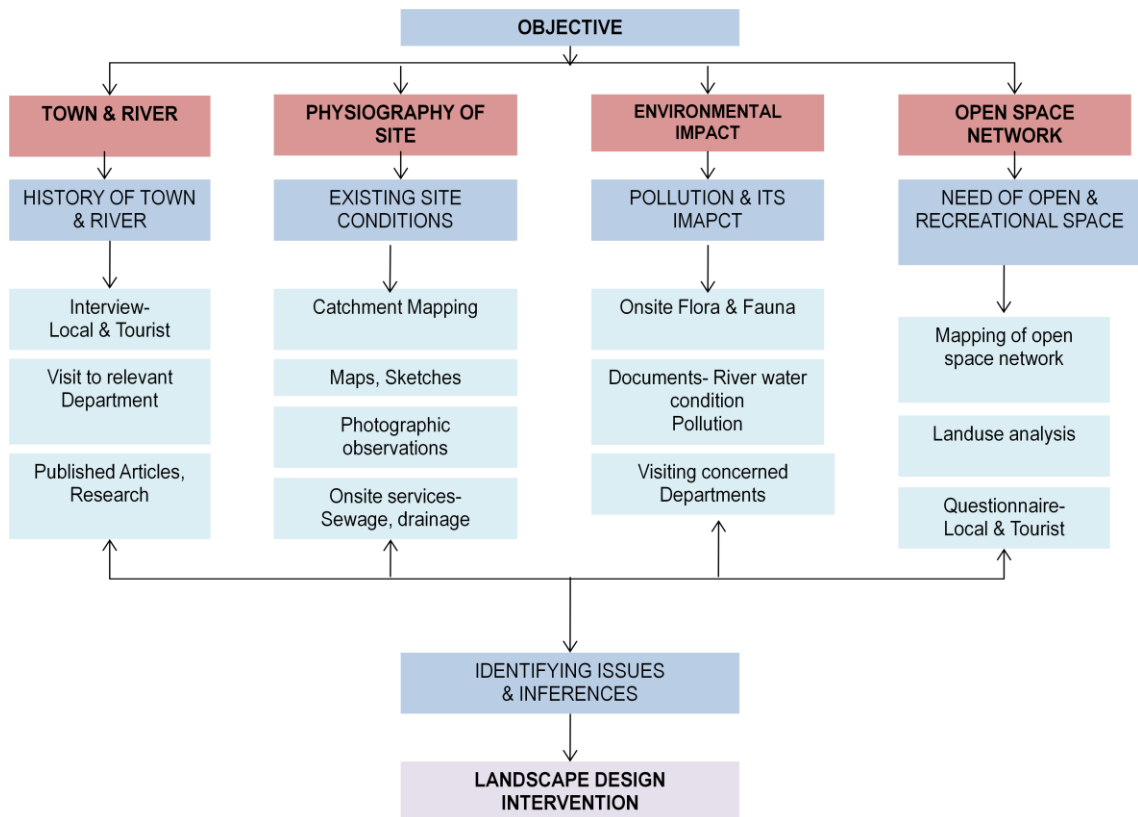 OBJECTIVE
TOWN & RIVER
PHYSIOGRAPHY OF
SITE
ENVIRONMENTAL
IMPACT
OPEN SPACE
NETWORK
HISTORY OF TOWN
& RIVER
EXISTING SITE
CONDITIONS
POLLUTION & ITS
IMAPCT
NEED OF OPEN &
RECREATIONAL SPACE
Interview-
Local & Tourist
Visit to relevant
Department
Published Articles,
Research
Catchment Mapping
Maps, Sketches
Photographic
observations
Onsite services-
Sewage, drainage
Onsite Flora & Fauna
Documents- River water
condition
Pollution
Visiting concerned
Departments
Mapping of open
space network
Landuse analysis
Questionnaire-
Local & Tourist
IDENTIFYING ISSUES
& INFERENCES
LANDSCAPE DESIGN
INTERVENTION